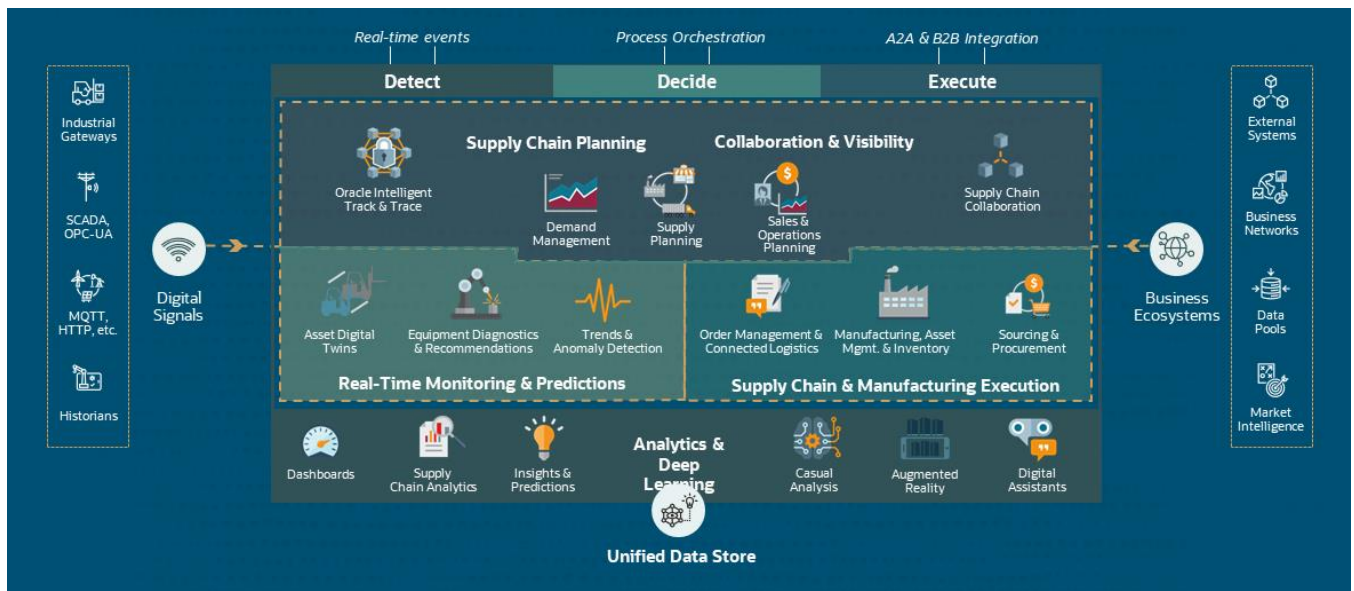 Real-time events
Process Orchestration
A2A & B2B Integration
Detect
Decide
Execute
Industrial
Gateways
SCADA,
OPC-UA
MQTT,
HTTP, etc.
Historians
Digital
Signals
Supply Chain Planning
Collaboration & Visibility
Oracle Intelligent
Track & Trace
Demand
Management
Supply
Planning
Sales &
Operations
Planning
Supply Chain
Collaboration
Asset Digital
Twins
Equipment Diagnostics
& Recommendations
Trends &
Anomaly Detection
Real-Time Monitoring & Predictions
Order Management &
Connected Logistics
Manufacturing, Asset
Mgmt. & Inventory
Sourcing &
Procurement
Supply Chain & Manufacturing Execution
Dashboards
Supply
Chain Analytics
Insights &
Predictions
Analytics &
Deep
Learning
Casual
Analysis
Augmented
Reality
Digital
Assistants
Unified Data Store
Business
Ecosystems
External
Systems
Business
Networks
Data
Pools
Market
Intelligence